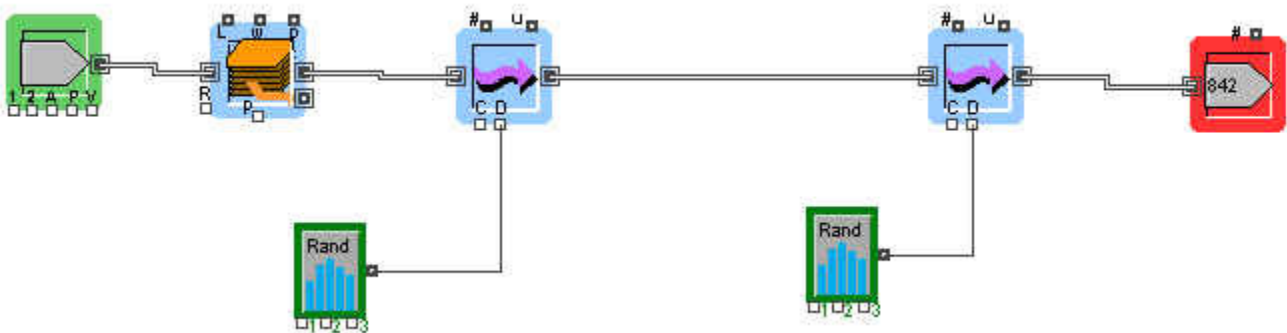 # u # u
L W D #
842
1 2 A P V R P C D C D
Rand Rand
1 2 3 1 2 3